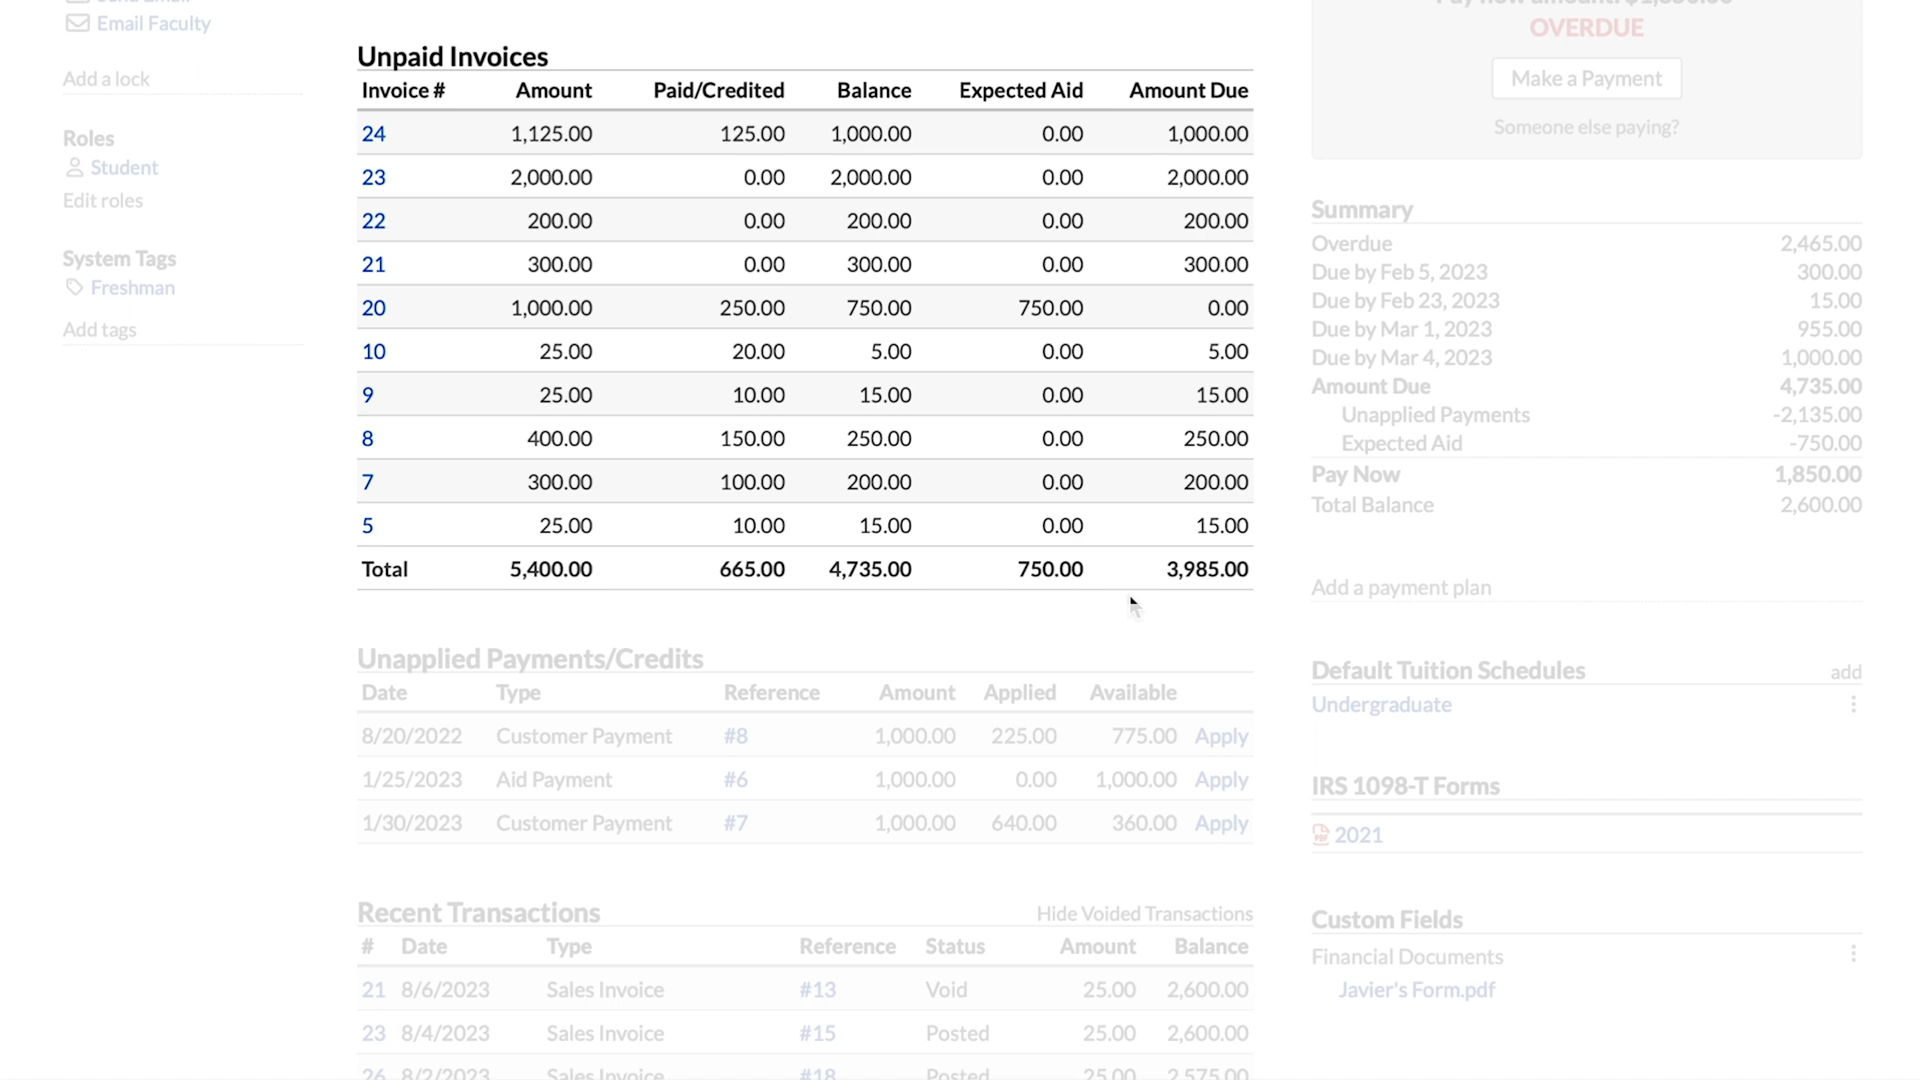 Email Faculty
Add a lock
Roles
Student
Edit roles
System Tags
Freshman
Add tags
Unpaid Invoices
Invoice # Amount Paid/Credited Balance Expected Aid Amount Due
24 1,125.00 125.00 1,000.00 0.00 1,000.00
23 2,000.00 0.00 2,000.00 0.00 2,000.00
22 200.00 0.00 200.00 0.00 200.00
21 300.00 0.00 300.00 0.00 300.00
20 1,000.00 250.00 750.00 750.00 0.00
10 25.00 20.00 5.00 0.00 5.00
9 25.00 10.00 15.00 0.00 15.00
8 400.00 150.00 250.00 0.00 250.00
7 300.00 100.00 200.00 0.00 200.00
5 25.00 10.00 15.00 0.00 15.00
Total 5,400.00 665.00 4,735.00 750.00 3,985.00
Unapplied Payments/Credits
Date Type Reference Amount Applied Available
8/20/2022 Customer Payment #8 1,000.00 225.00 775.00 Apply
1/25/2023 Aid Payment #6 1,000.00 0.00 1,000.00 Apply
1/30/2023 Customer Payment #7 1,000.00 640.00 360.00 Apply
Recent Transactions Hide Voided Transactions
# Date Type Reference Status Amount Balance
21 8/6/2023 Sales Invoice #13 Void 25.00 2,600.00
23 8/4/2023 Sales Invoice #15 Posted 25.00 2,600.00
26 8/2/2023 Sales Invoice #18 Posted 25.00 2,575.00
OVERDUE
Make a Payment
Someone else paying?
Summary
Overdue 2,465.00
Due by Feb 5, 2023 300.00
Due by Feb 23, 2023 15.00
Due by Mar 1, 2023 955.00
Due by Mar 4, 2023 1,000.00
Amount Due 4,735.00
Unapplied Payments -2,135.00
Expected Aid -750.00
Pay Now 1,850.00
Total Balance 2,600.00
Add a payment plan
Default Tuition Schedules add
Undergraduate
IRS 1098-T Forms
PDF 2021
Custom Fields
Financial Documents
Javier's Form.pdf